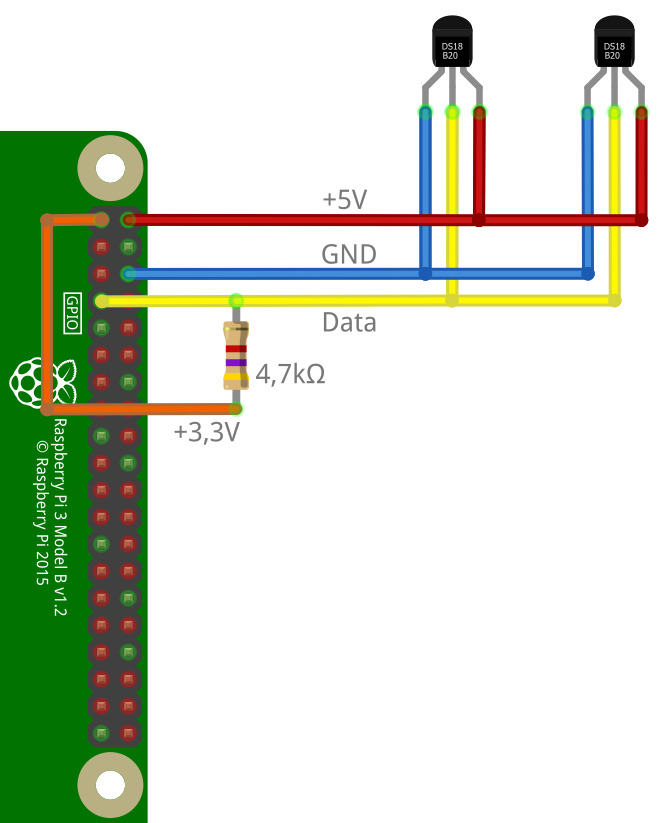 DS18
B20
DS18
B20
+5V
GND
GPIO
Data
4,7kΩ
+3,3V
Raspberry Pi 3 Model B v1.2
© Raspberry Pi 2015